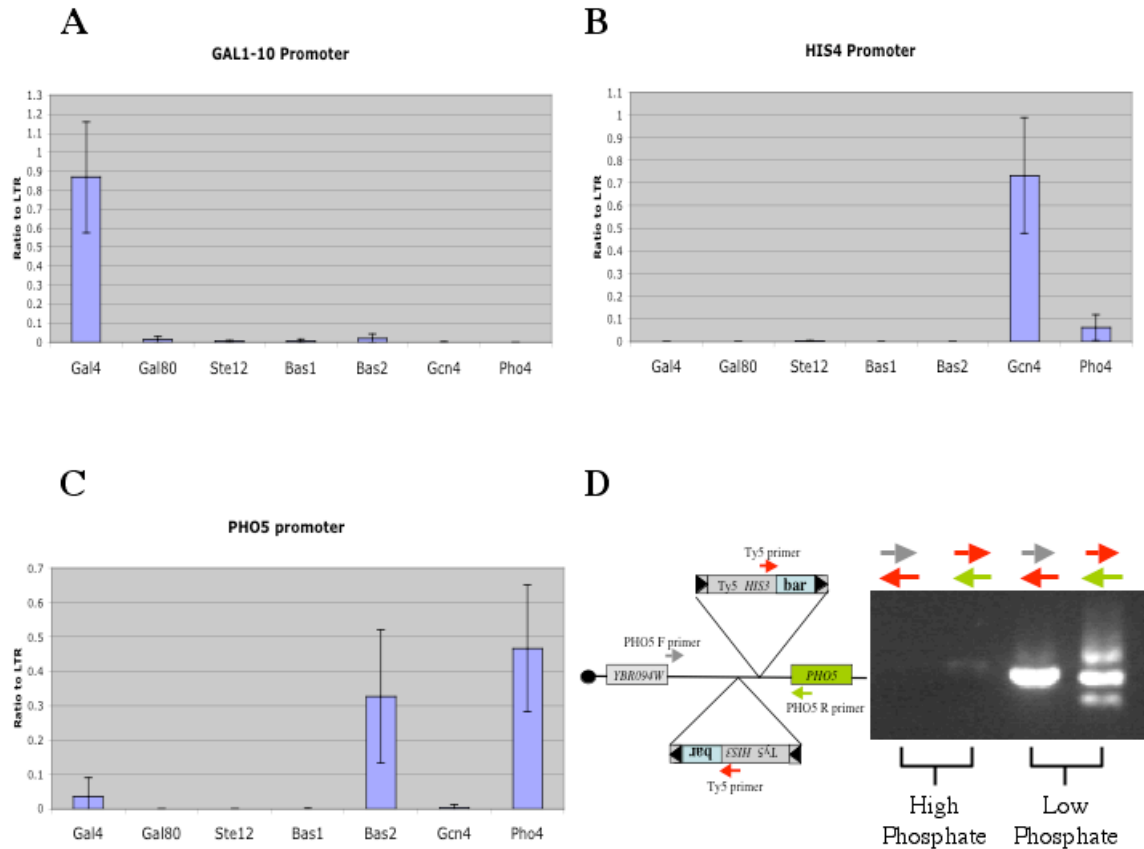 A
GAL1-10 Promoter
Ratio to LTR
1.3
1.2
1.1
1
0.9
0.8
0.7
0.6
0.5
0.4
0.3
0.2
0.1
0
Gal4 Gal80 Ste12 Bas1 Bas2 Gcn4 Pho4
B
HIS4 Promoter
Ratio to LTR
1.1
1
0.9
0.8
0.7
0.6
0.5
0.4
0.3
0.2
0.1
0
Gal4 Gal80 Ste12 Bas1 Bas2 Gcn4 Pho4
C
PHO5 promoter
Ratio to LTR
0.7
0.6
0.5
0.4
0.3
0.2
0.1
0
Gal4 Gal80 Ste12 Bas1 Bas2 Gcn4 Pho4
D
Ty5 primer
Ty5 HIS3 bar
PHO5 F primer
YBR094W
PHO5
PHO5 R primer
bar HIS3 Ty5
Ty5 primer
High Phosphate
Low Phosphate